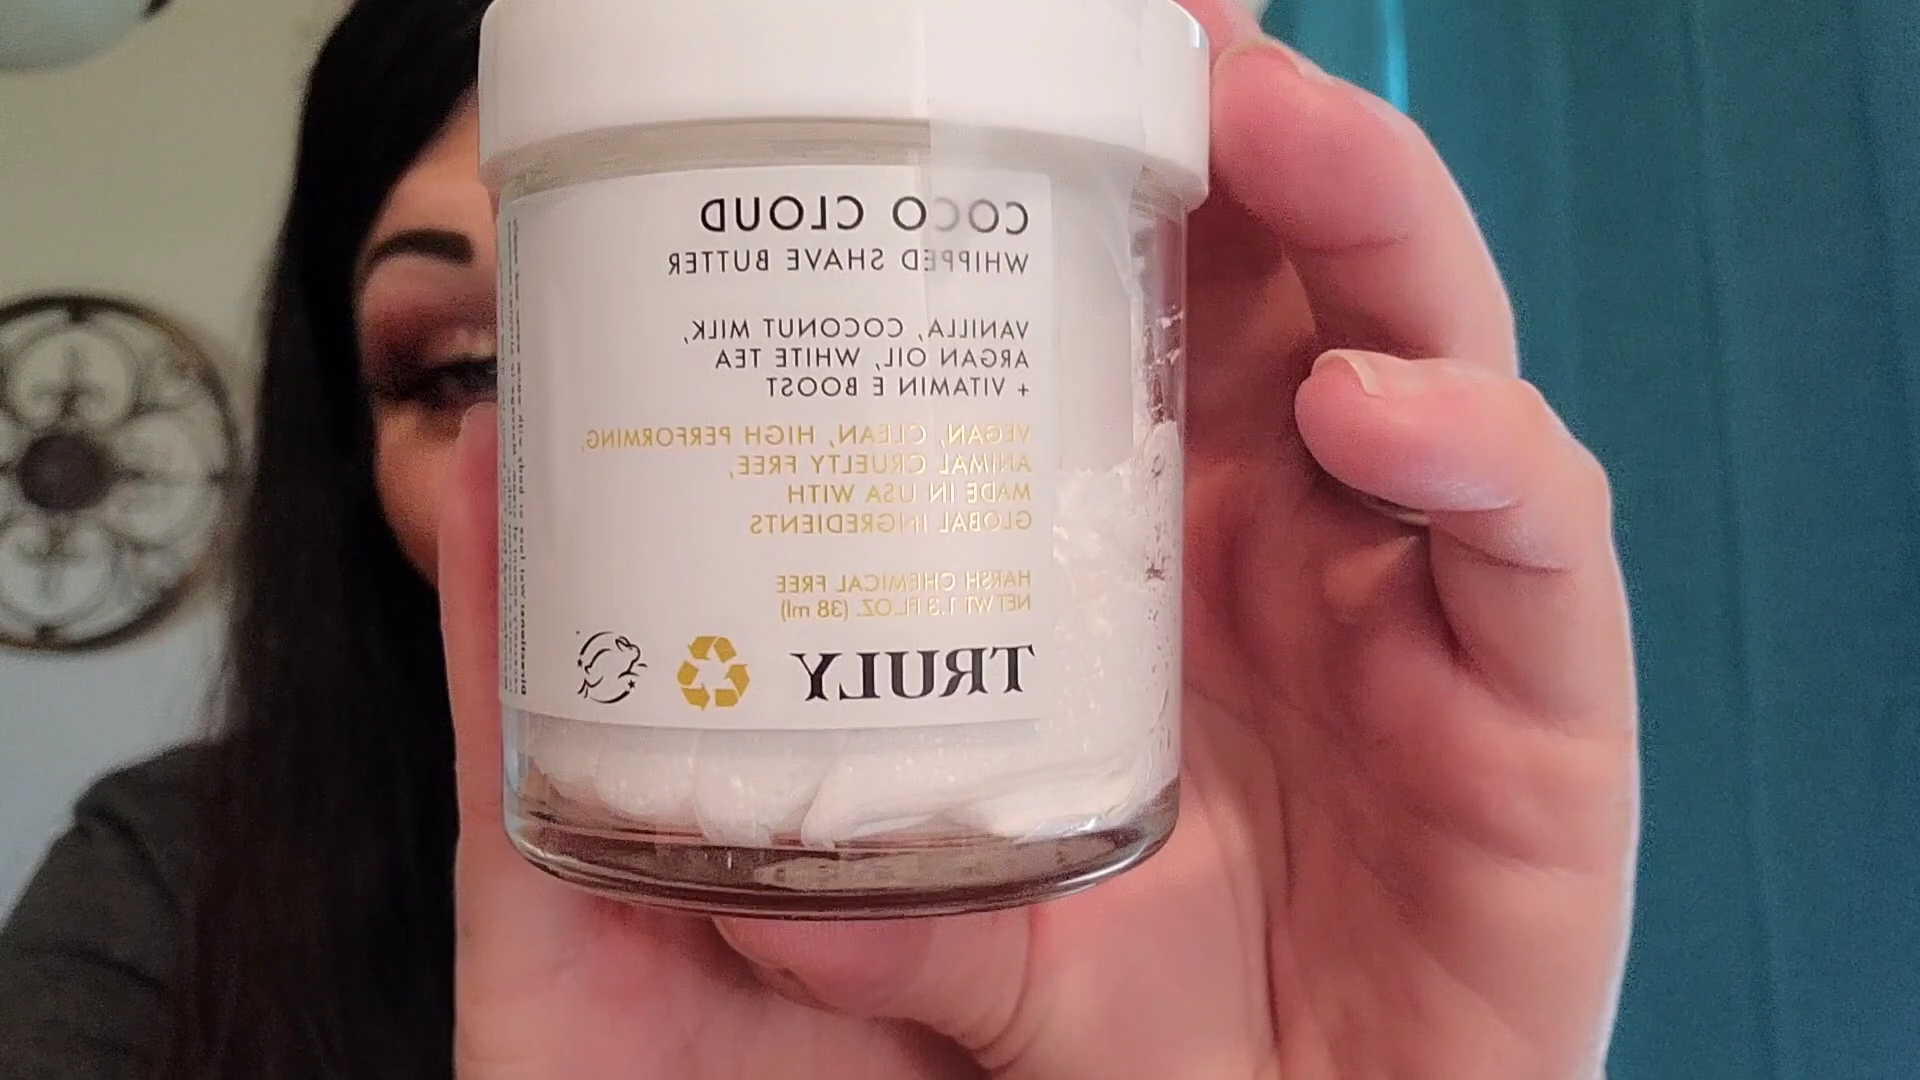 COCO CLOUD
WHIPPED SHAVE BUTTER
VANILLA, COCONUT MILK,
ARGAN OIL, WHITE TEA
+ VITAMIN E BOOST
VEGAN, CLEAN, HIGH PERFORMING,
ANIMAL CRUELTY FREE,
MADE IN USA WITH
GLOBAL INGREDIENTS
HARSH CHEMICAL FREE
NET WT 1.3 FL.OZ. (38 ml)
TRULY